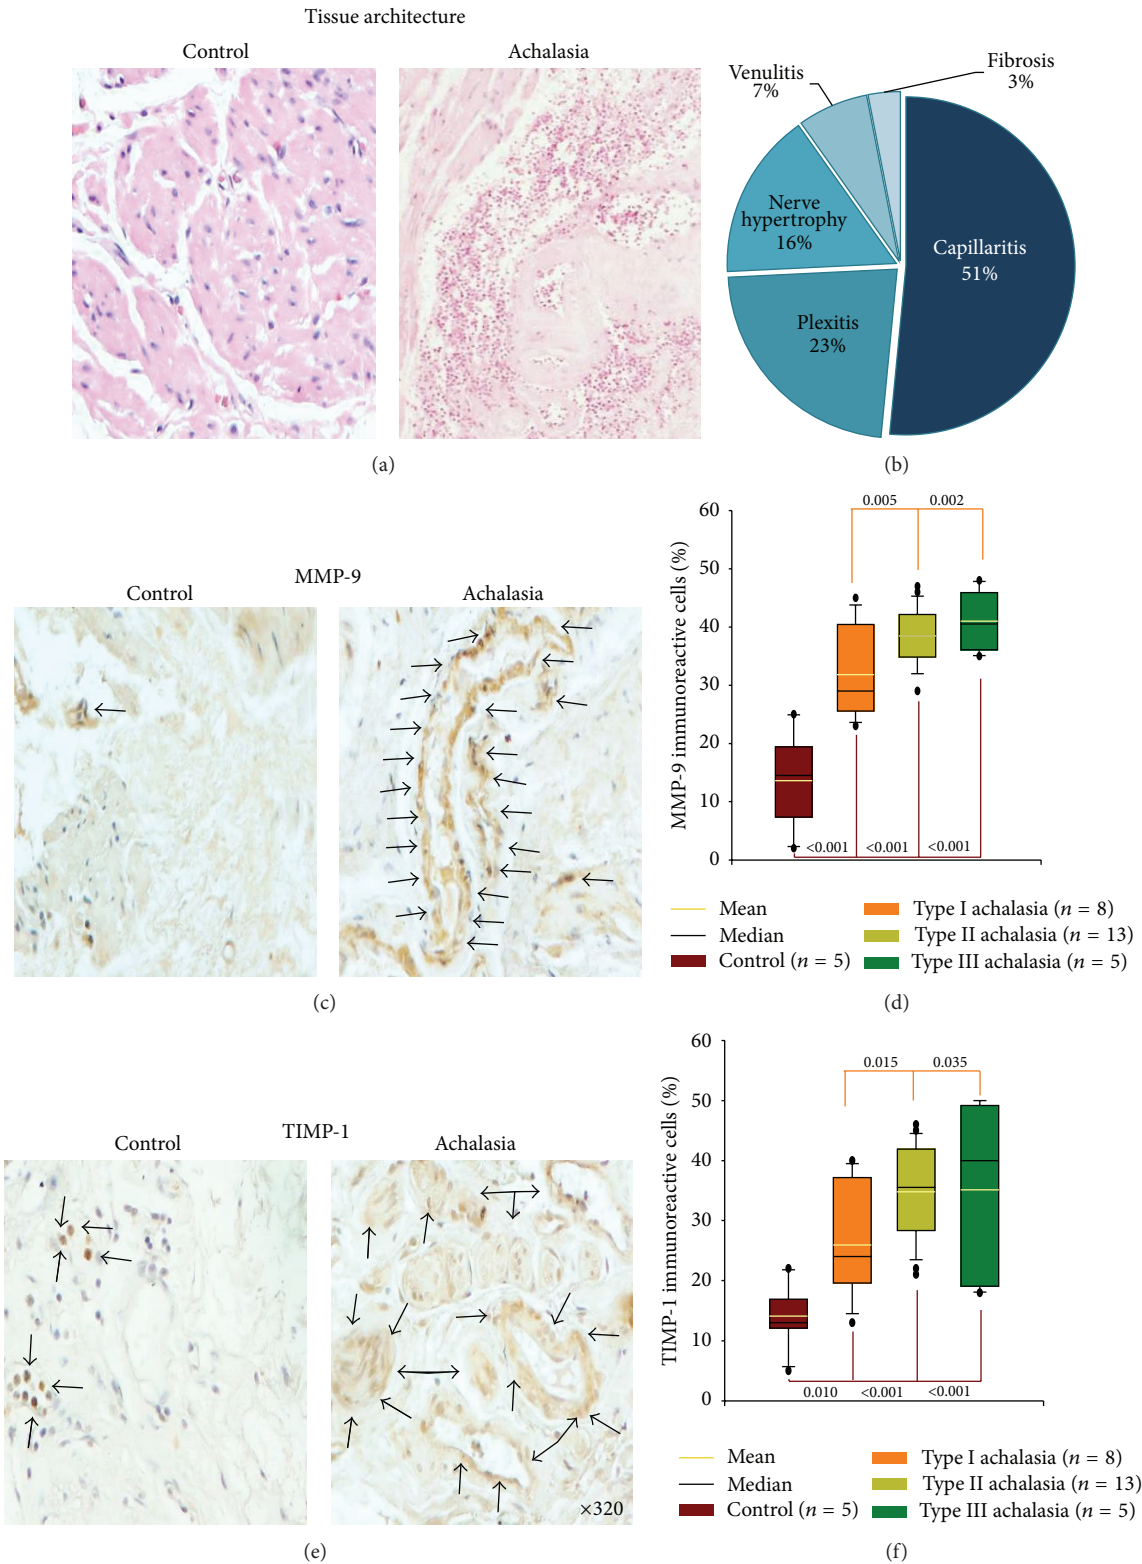 Tissue architecture
Control
Achalasia
(a)
Venulitis
7%
Fibrosis
3%
Nerve
hypertrophy
16%
Capillaritis
51%
Plexitis
23%
(b)
MMP-9
Control
Achalasia
(c)
MMP-9 immunoreactive cells (%)
60
50
40
30
20
10
0
0.005
0.002
<0.001
<0.001
<0.001
Mean
Median
Control (n = 5)
Type I achalasia (n = 8)
Type II achalasia (n = 13)
Type III achalasia (n = 5)
(d)
TIMP-1
Control
Achalasia
×320
(e)
TIMP-1 immunoreactive cells (%)
60
50
40
30
20
10
0
0.015
0.035
0.010
<0.001
<0.001
Mean
Median
Control (n = 5)
Type I achalasia (n = 8)
Type II achalasia (n = 13)
Type III achalasia (n = 5)
(f)